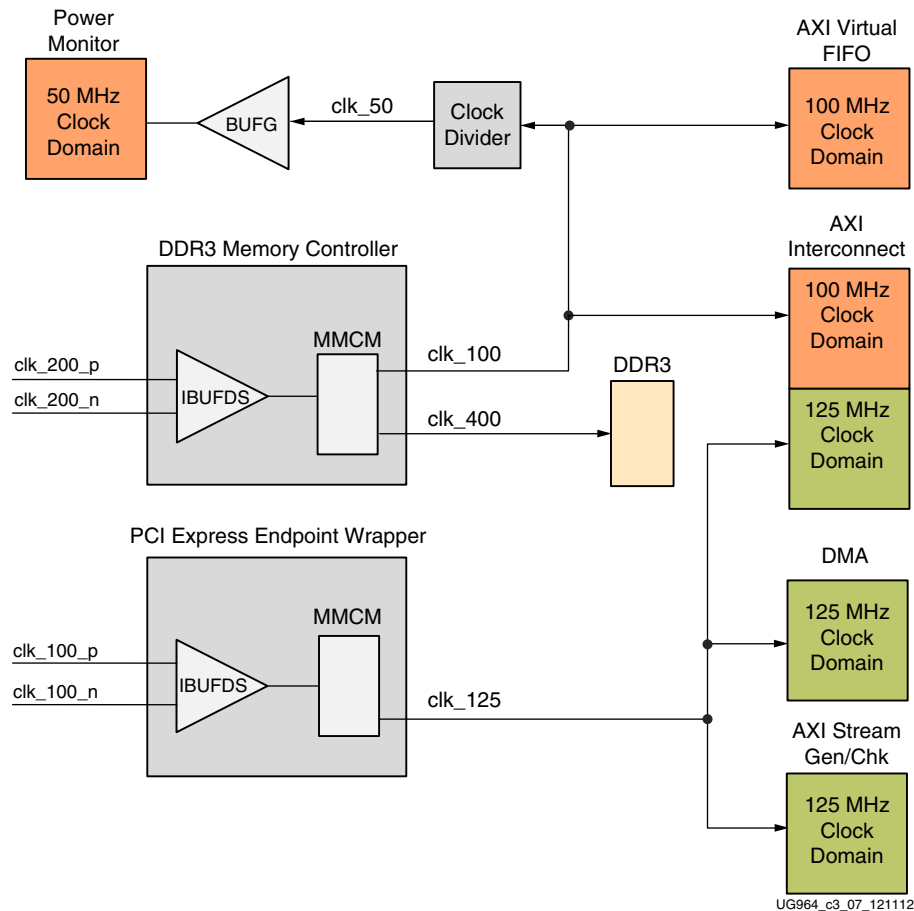 Power
Monitor
50 MHz
Clock
Domain
BUFG
clk_50
Clock
Divider
AXI Virtual
FIFO
100 MHz
Clock
Domain
DDR3 Memory Controller
clk_200_p
clk_200_n
IBUFDS
MMCM
clk_100
clk_400
DDR3
AXI
Interconnect
100 MHz
Clock
Domain
125 MHz
Clock
Domain
PCI Express Endpoint Wrapper
clk_100_p
clk_100_n
IBUFDS
MMCM
clk_125
DMA
125 MHz
Clock
Domain
AXI Stream
Gen/Chk
125 MHz
Clock
Domain
UG964_c3_07_121112